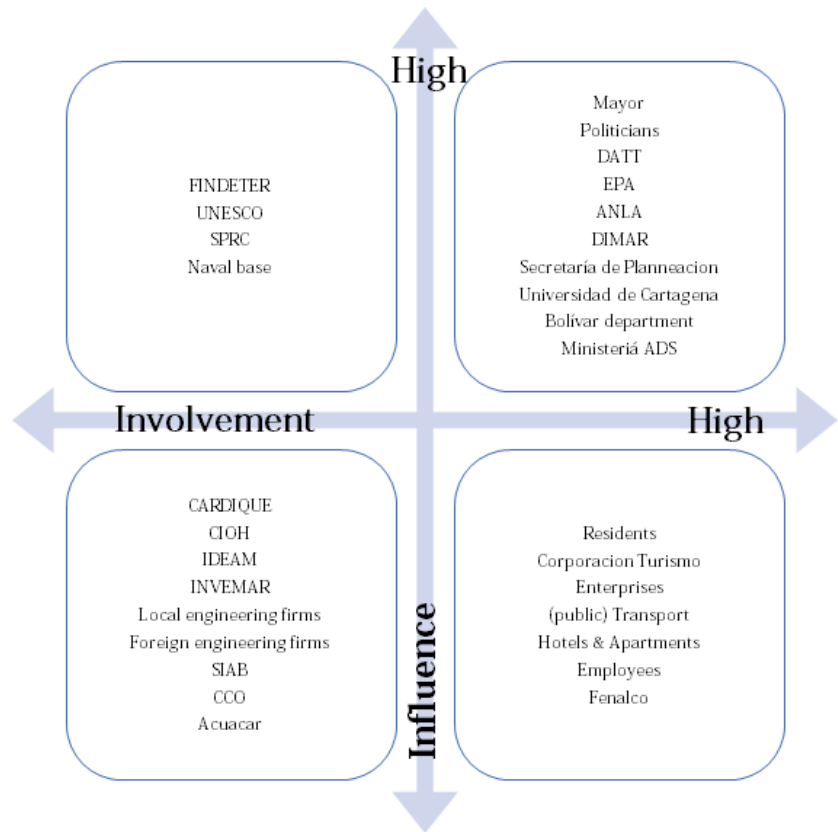 High
FINDETER
UNESCO
SPRC
Naval base
Mayor
Politicians
DATT
EPA
ANLA
DIMAR
Secretaría de Planneacion
Universidad de Cartagena
Bolívar department
Ministeriá ADS
Involvement
High
CARDIQUE
CIOH
IDEAM
INVEMAR
Local engineering firms
Foreign engineering firms
SIAB
CCO
Acuacar
Influence
Residents
Corporacion Turismo
Enterprises
(public) Transport
Hotels & Apartments
Employees
Fenalco